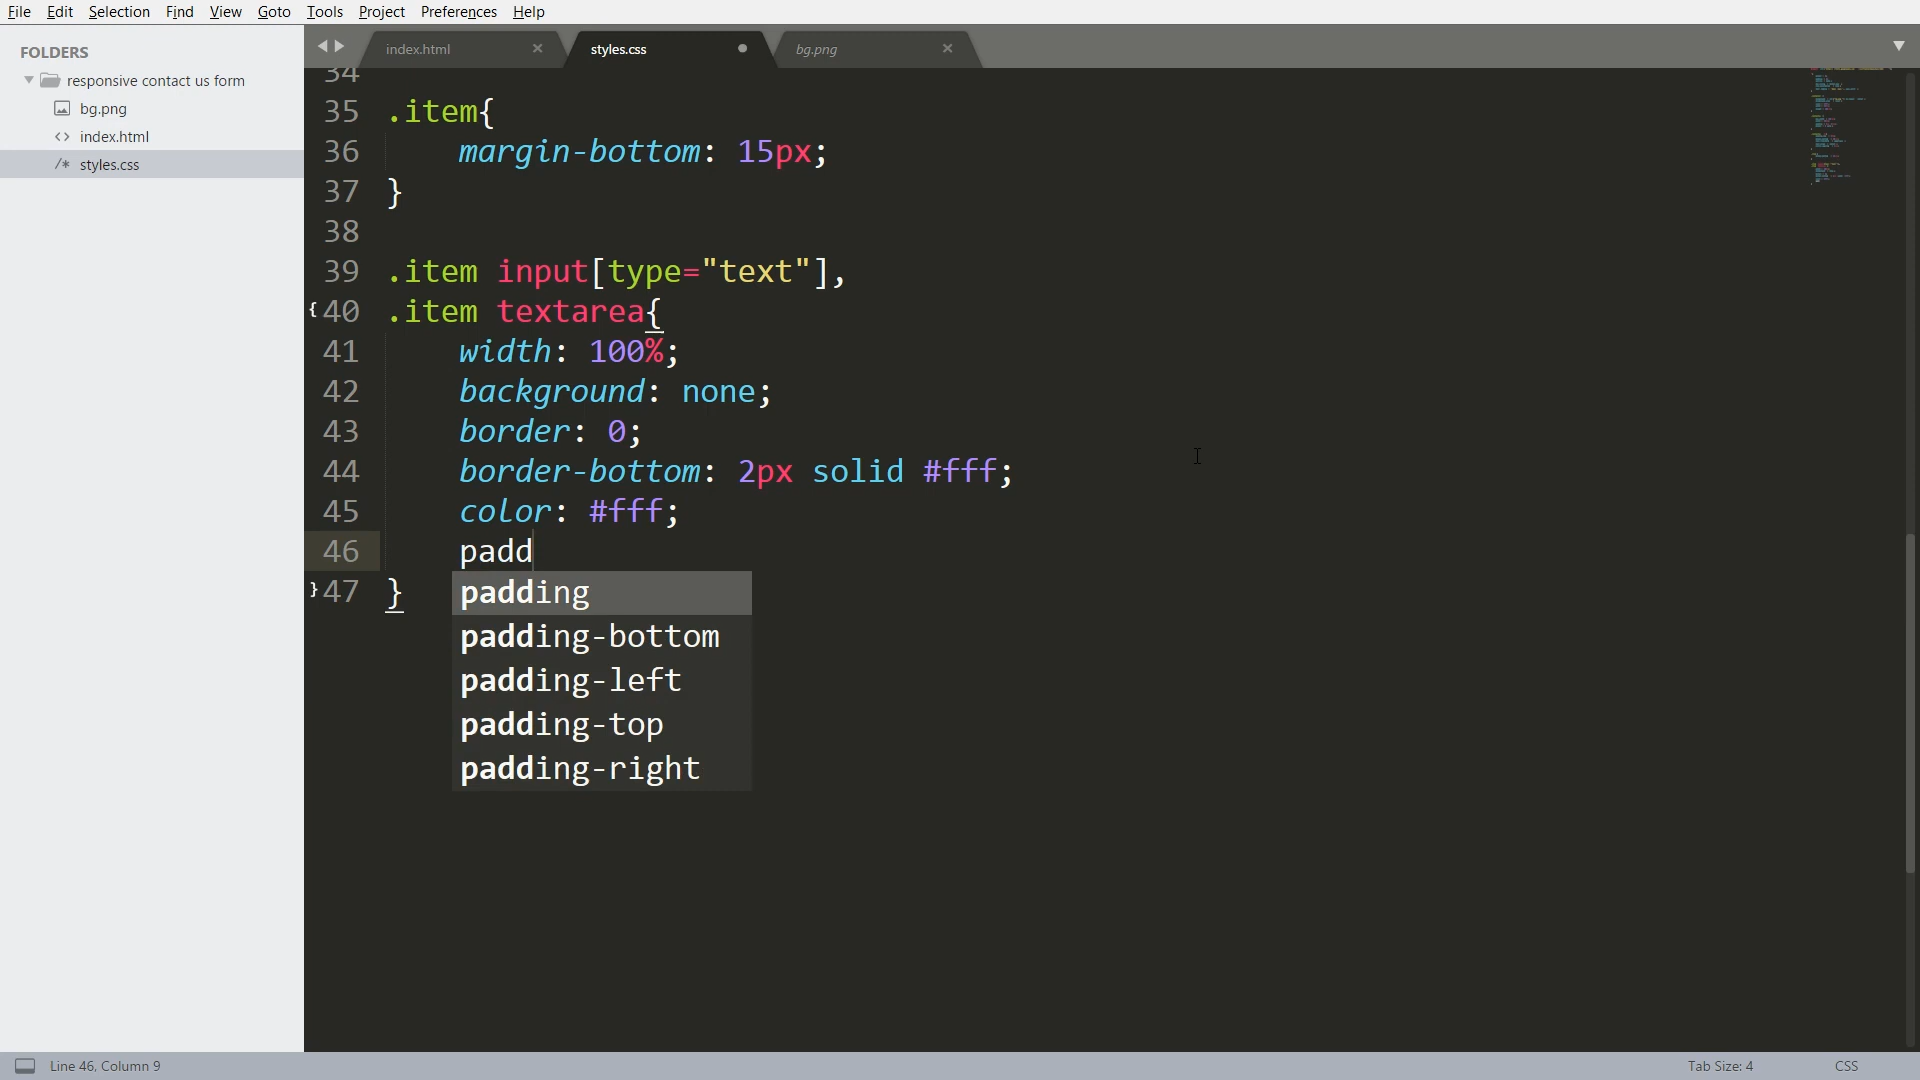 File Edit Selection Find View Goto Tools Project Preferences Help
FOLDERS
responsive contact us form
bg.png
index.html
styles.css
index.html styles.css bg.png
34
35 .item{
36 margin-bottom: 15px;
37 }
38
39 .item input[type="text"],
40 .item textarea{
41 width: 100%;
42 background: none;
43 border: 0;
44 border-bottom: 2px solid #fff;
45 color: #fff;
46 padd
47 }
padding
padding-bottom
padding-left
padding-top
padding-right
Line 46, Column 9 Tab Size: 4 CSS